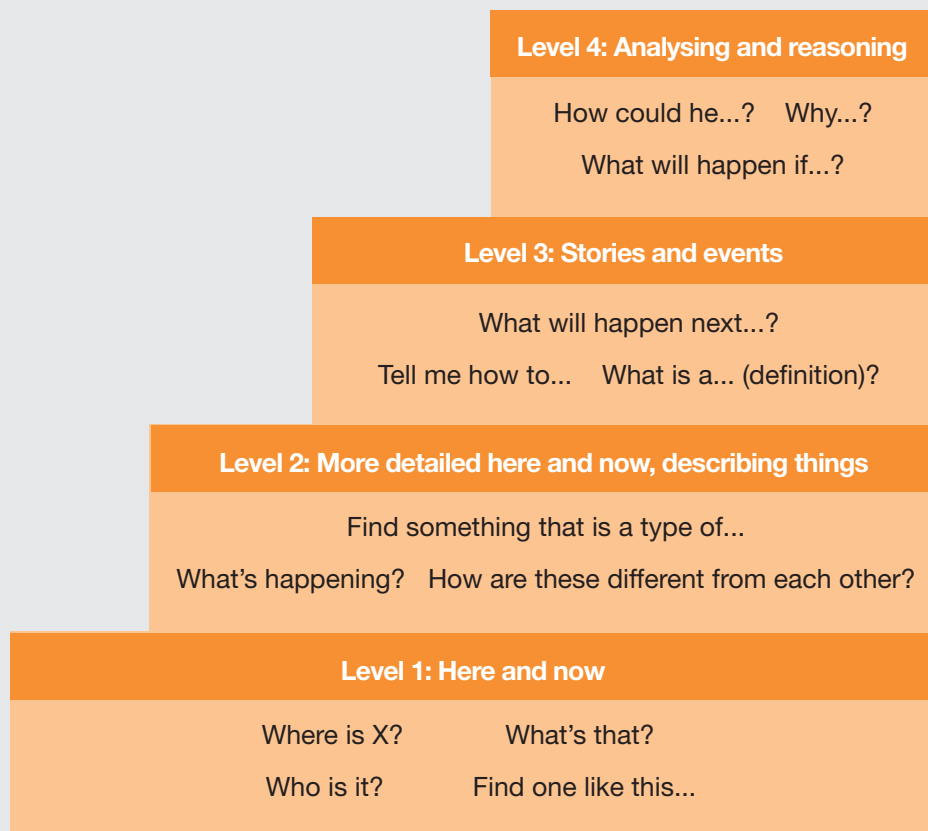 Level 4: Analysing and reasoning
How could he...? Why...?
What will happen if...?
Level 3: Stories and events
What will happen next...?
Tell me how to... What is a... (definition)?
Level 2: More detailed here and now, describing things
Find something that is a type of...
What’s happening? How are these different from each other?
Level 1: Here and now
Where is X? What’s that?
Who is it? Find one like this...